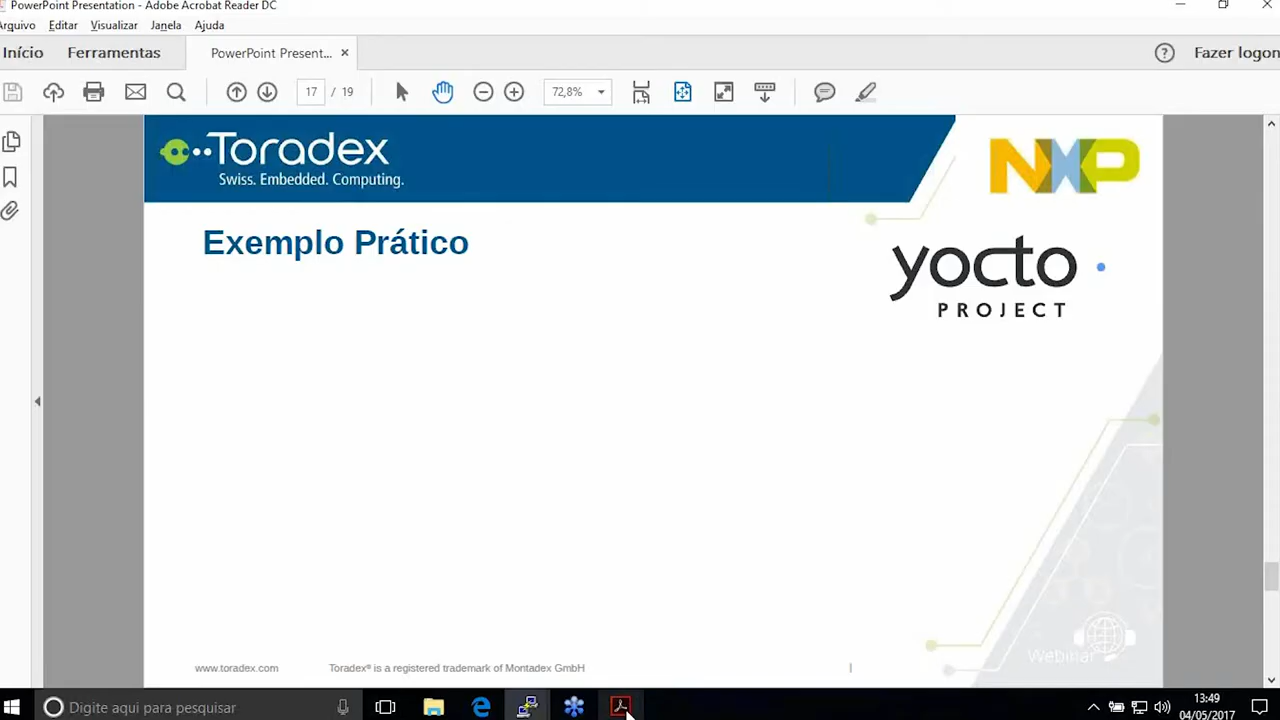 PowerPoint Presentation - Adobe Acrobat Reader DC
Arquivo Editar Visualizar Janela Ajuda
Início Ferramentas PowerPoint Present... ×
Fazer logon
17 / 19 72,8%
Toradex
Swiss. Embedded. Computing.
NXP
Exemplo Prático
yocto
PROJECT
Webinar
www.toradex.com Toradex® is a registered trademark of Montadex GmbH
Digite aqui para pesquisar
13:49
04/05/2017